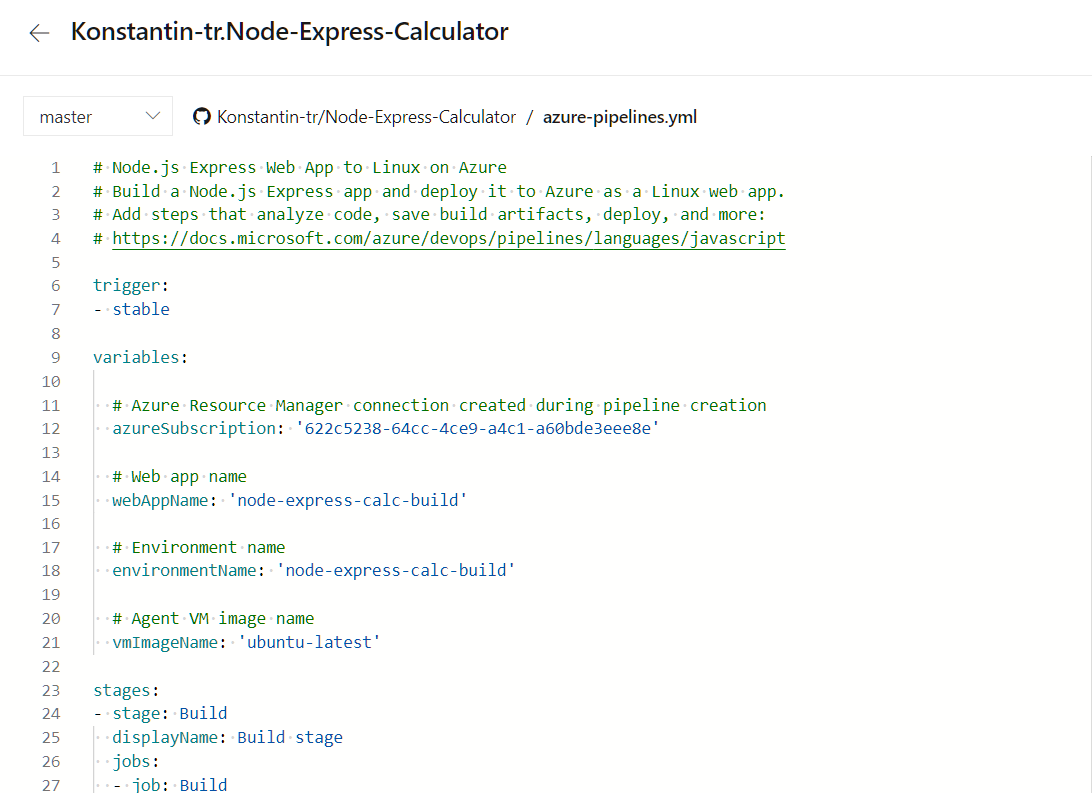 Konstantin-tr.Node-Express-Calculator
master
Konstantin-tr/Node-Express-Calculator / azure-pipelines.yml
1 # Node.js Express Web App to Linux on Azure
2 # Build a Node.js Express app and deploy it to Azure as a Linux web app.
3 # Add steps that analyze code, save build artifacts, deploy, and more:
4 # https://docs.microsoft.com/azure/devops/pipelines/languages/javascript
5
6 trigger:
7 - stable
8
9 variables:
10
11   # Azure Resource Manager connection created during pipeline creation
12   azureSubscription: '622c5238-64cc-4ce9-a4c1-a60bde3eee8e'
13
14   # Web app name
15   webAppName: 'node-express-calc-build'
16
17   # Environment name
18   environmentName: 'node-express-calc-build'
19
20   # Agent VM image name
21   vmImageName: 'ubuntu-latest'
22
23 stages:
24 - stage: Build
25   displayName: Build stage
26   jobs:
27   - job: Build